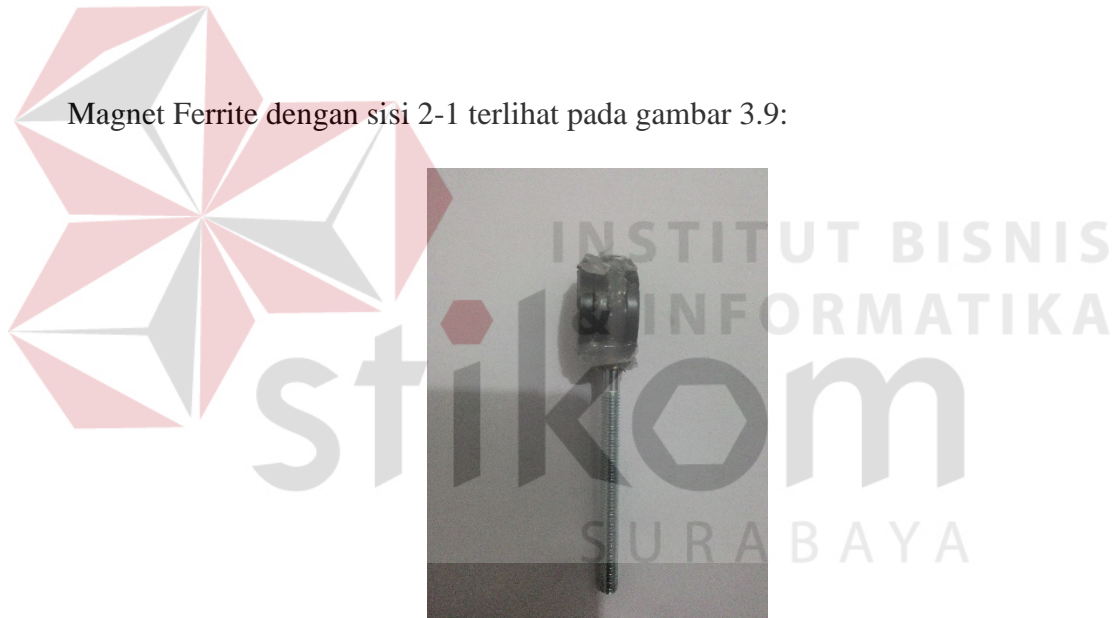 Magnet Ferrite dengan sisi 2-1 terlihat pada gambar 3.9:
INSTITUT BISNIS
& INFORMATIKA
stikom
SURABAYA